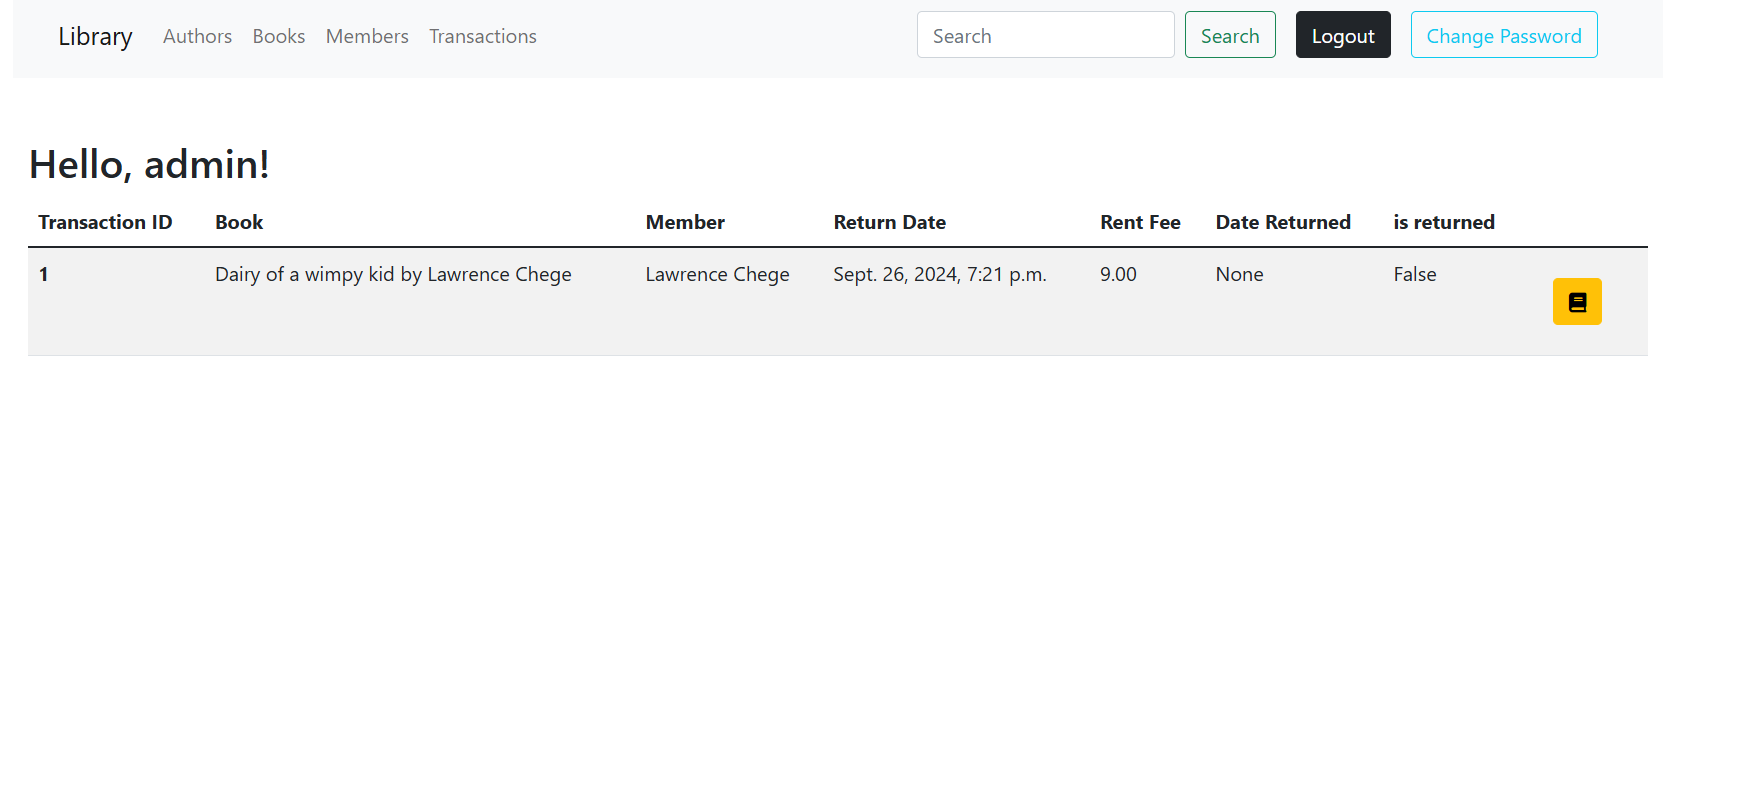 Library Authors Books Members Transactions Search Search Logout Change Password
Hello, admin!
Transaction ID Book Member Return Date Rent Fee Date Returned is returned
1 Dairy of a wimpy kid by Lawrence Chege Lawrence Chege Sept. 26, 2024, 7:21 p.m. 9.00 None False